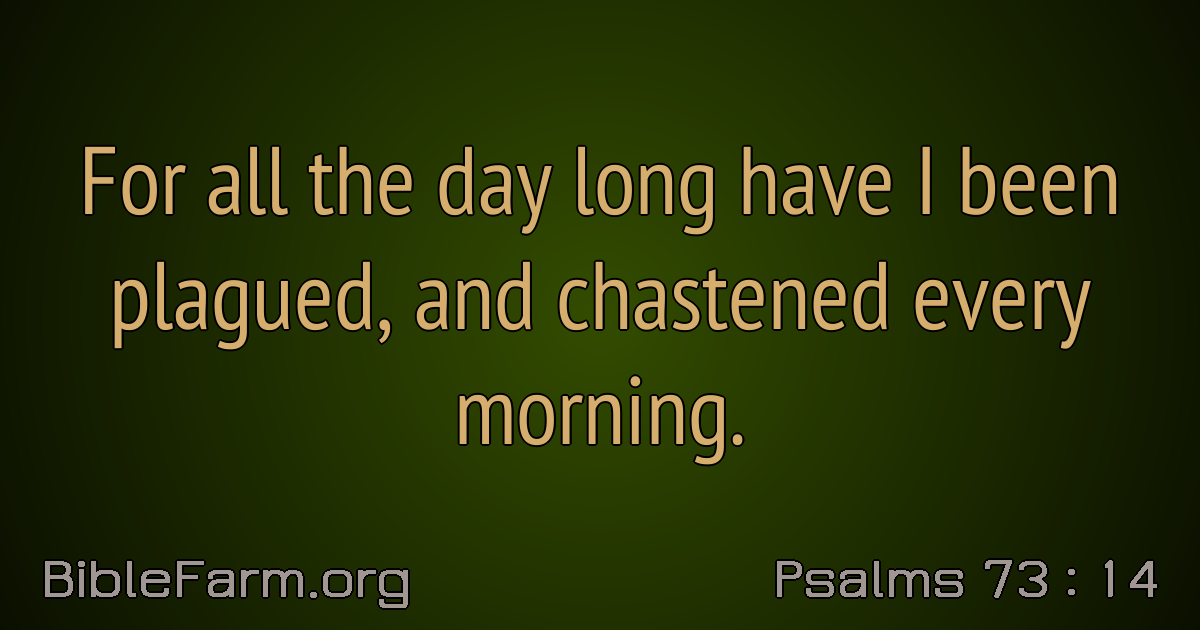 For all the day long have I been
plagued, and chastened every
morning.
BibleFarm.org
Psalms 73 : 14